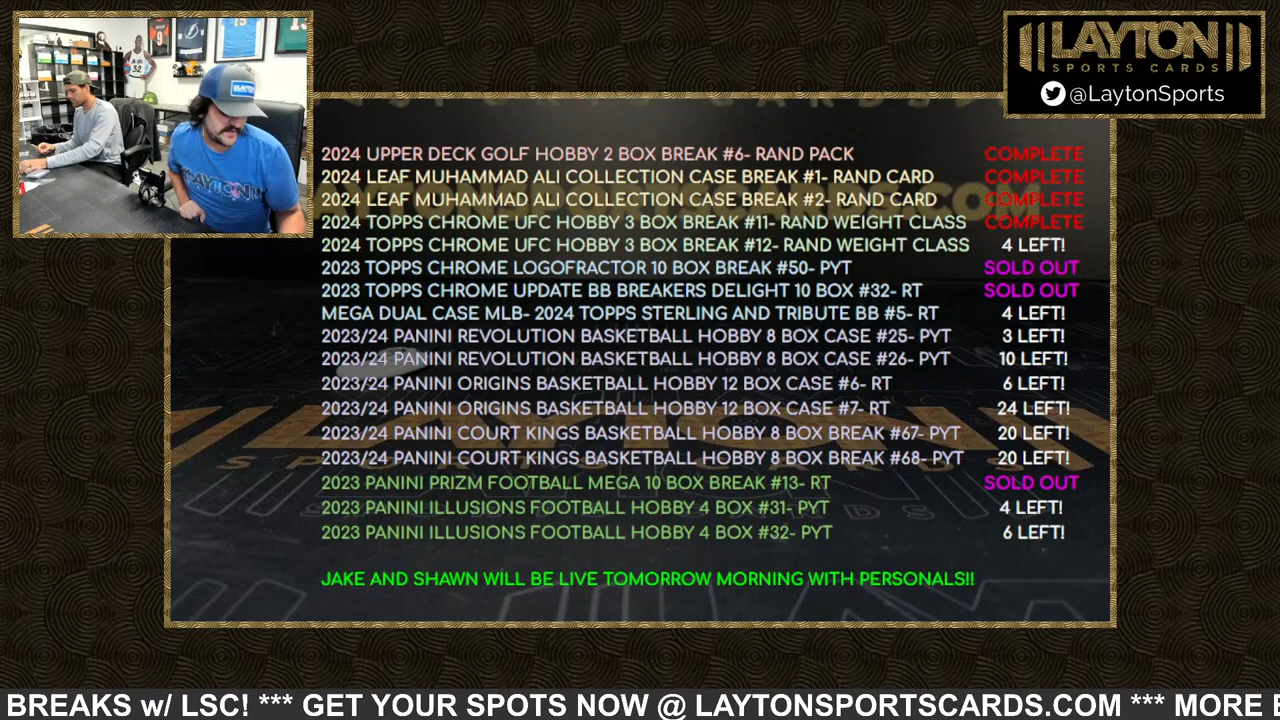 LAYTON
SPORTS CARDS
@LaytonSports
2024 UPPER DECK GOLF HOBBY 2 BOX BREAK #6- RAND PACK COMPLETE
2024 LEAF MUHAMMAD ALI COLLECTION CASE BREAK #1- RAND CARD COMPLETE
2024 LEAF MUHAMMAD ALI COLLECTION CASE BREAK #2- RAND CARD COMPLETE
2024 TOPPS CHROME UFC HOBBY 3 BOX BREAK #11- RAND WEIGHT CLASS COMPLETE
2024 TOPPS CHROME UFC HOBBY 3 BOX BREAK #12- RAND WEIGHT CLASS 4 LEFT!
2023 TOPPS CHROME LOGOFRACTOR 10 BOX BREAK #50- PYT SOLD OUT
2023 TOPPS CHROME UPDATE BB BREAKERS DELIGHT 10 BOX #32- RT SOLD OUT
MEGA DUAL CASE MLB- 2024 TOPPS STERLING AND TRIBUTE BB #5- RT 4 LEFT!
2023/24 PANINI REVOLUTION BASKETBALL HOBBY 8 BOX CASE #25- PYT 3 LEFT!
2023/24 PANINI REVOLUTION BASKETBALL HOBBY 8 BOX CASE #26- PYT 10 LEFT!
2023/24 PANINI ORIGINS BASKETBALL HOBBY 12 BOX CASE #6- RT 6 LEFT!
2023/24 PANINI ORIGINS BASKETBALL HOBBY 12 BOX CASE #7- RT 24 LEFT!
2023/24 PANINI COURT KINGS BASKETBALL HOBBY 8 BOX BREAK #67- PYT 20 LEFT!
2023/24 PANINI COURT KINGS BASKETBALL HOBBY 8 BOX BREAK #68- PYT 20 LEFT!
2023 PANINI PRIZM FOOTBALL MEGA 10 BOX BREAK #13- RT SOLD OUT
2023 PANINI ILLUSIONS FOOTBALL HOBBY 4 BOX #31- PYT 4 LEFT!
2023 PANINI ILLUSIONS FOOTBALL HOBBY 4 BOX #32- PYT 6 LEFT!
JAKE AND SHAWN WILL BE LIVE TOMORROW MORNING WITH PERSONALS!!
BREAKS w/ LSC! *** GET YOUR SPOTS NOW @ LAYTONSPORTSCARDS.COM *** MORE